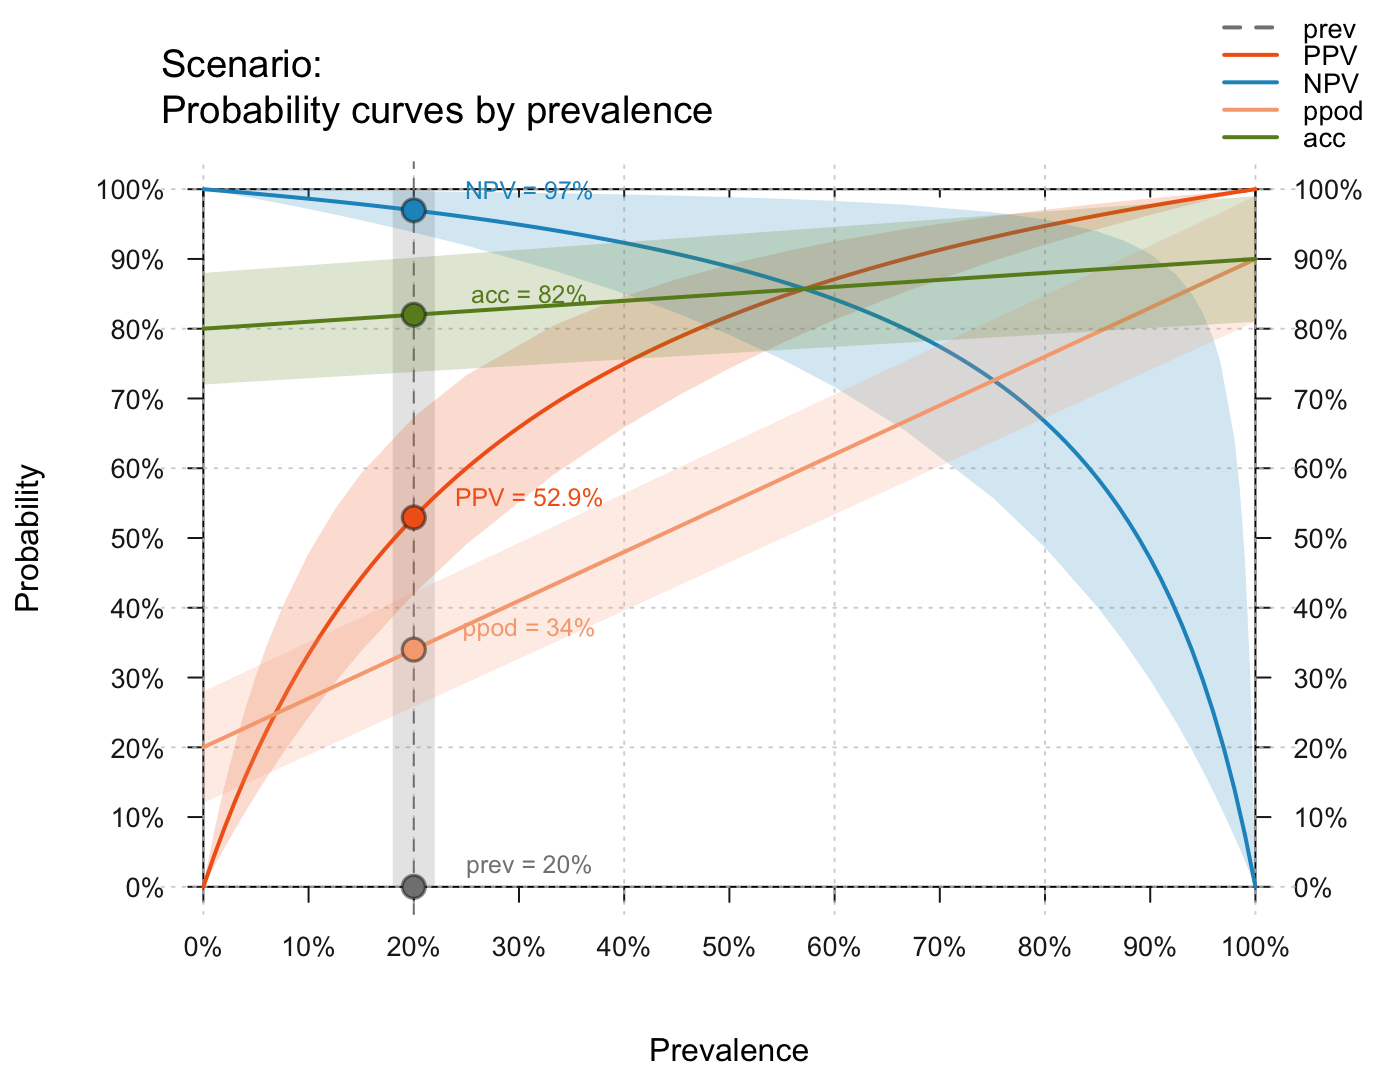 prev
PPV
NPV
ppod
acc
Scenario:
Probability curves by prevalence
100%
90%
80%
70%
60%
50%
40%
30%
20%
10%
0%
Probability
NPV = 97%
acc = 82%
PPV = 52.9%
ppod = 34%
prev = 20%
100%
90%
80%
70%
60%
50%
40%
30%
20%
10%
0%
0% 10% 20% 30% 40% 50% 60% 70% 80% 90% 100%
Prevalence